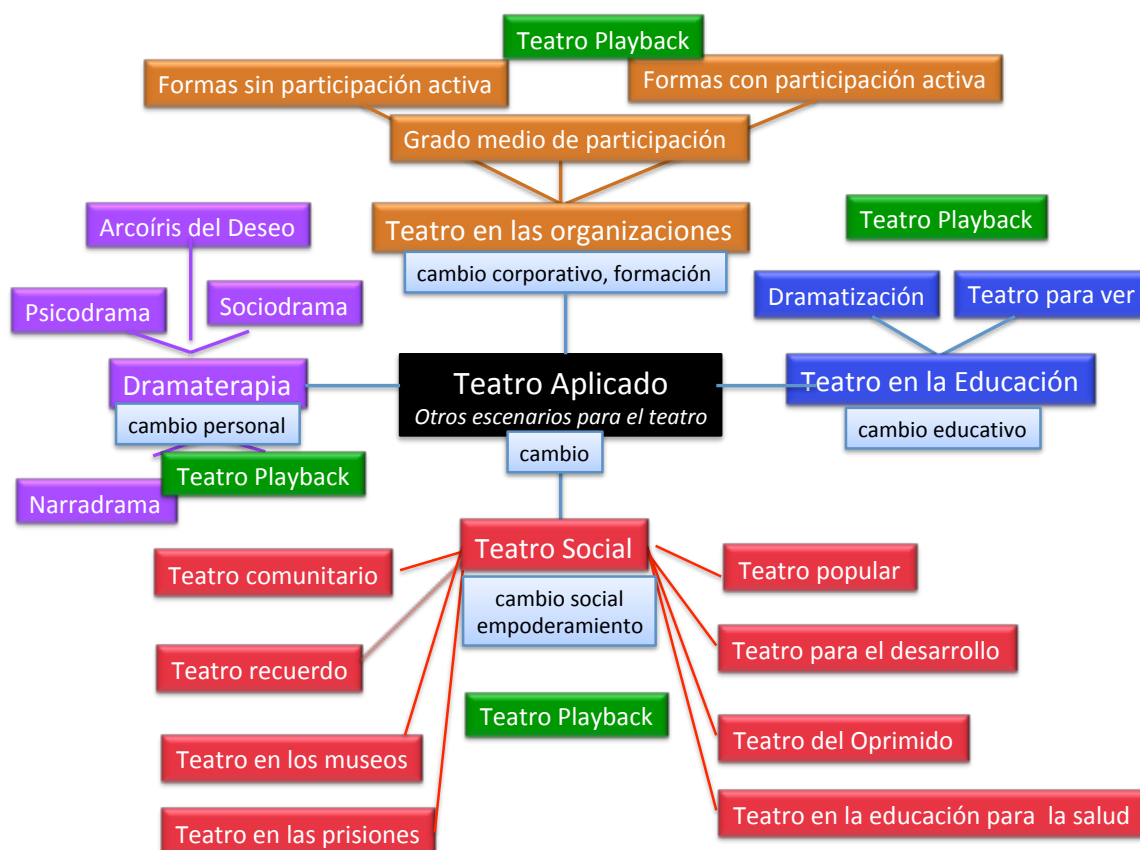 Teatro Playback
Formas sin participación activa
Formas con participación activa
Grado medio de participación
Teatro en las organizaciones
cambio corporativo, formación
Teatro Playback
Arcoíris del Deseo
Psicodrama
Sociodrama
Dramatización
Teatro para ver
Dramaterapia
cambio personal
Teatro Aplicado
Otros escenarios para el teatro
cambio
Teatro en la Educación
cambio educativo
Teatro Playback
Narradrama
Teatro Social
cambio social
empoderamiento
Teatro comunitario
Teatro popular
Teatro recuerdo
Teatro para el desarrollo
Teatro Playback
Teatro en los museos
Teatro del Oprimido
Teatro en las prisiones
Teatro en la educación para la salud